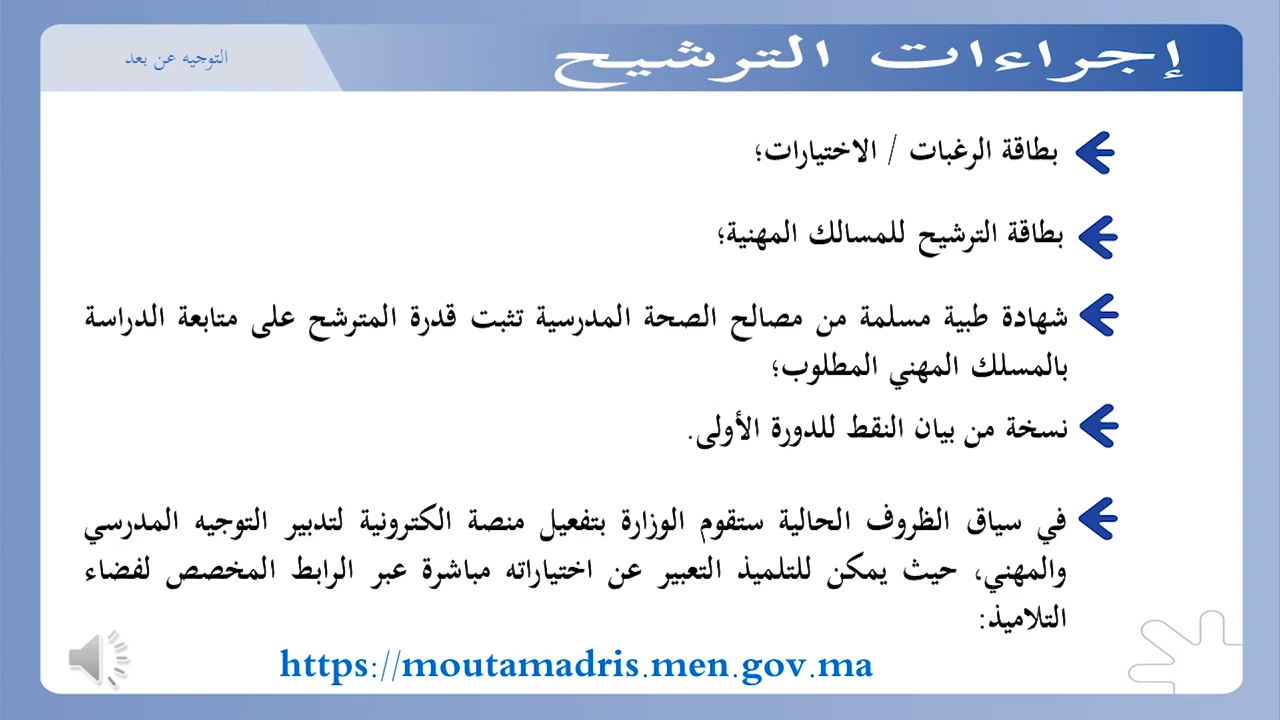 إجراءات الترشيح
التوجيه عن بعد
بطاقة الرغبات / الاختيارات؛
بطاقة الترشيح للمسالك المهنية؛
شهادة طبية مسلمة من مصالح الصحة المدرسية تثبت قدرة المترشح على متابعة الدراسة
بالمسلك المهني المطلوب؛
نسخة من بيان النقط للدورة الأولى.
في سياق الظروف الحالية ستقوم الوزارة بتفعيل منصة الكترونية لتدبير التوجيه المدرسي
والمهني، حيث يمكن للتلميذ التعبير عن اختياراته مباشرة عبر الرابط المخصص لفضاء
التلاميذ:
https://moutamadris.men.gov.ma